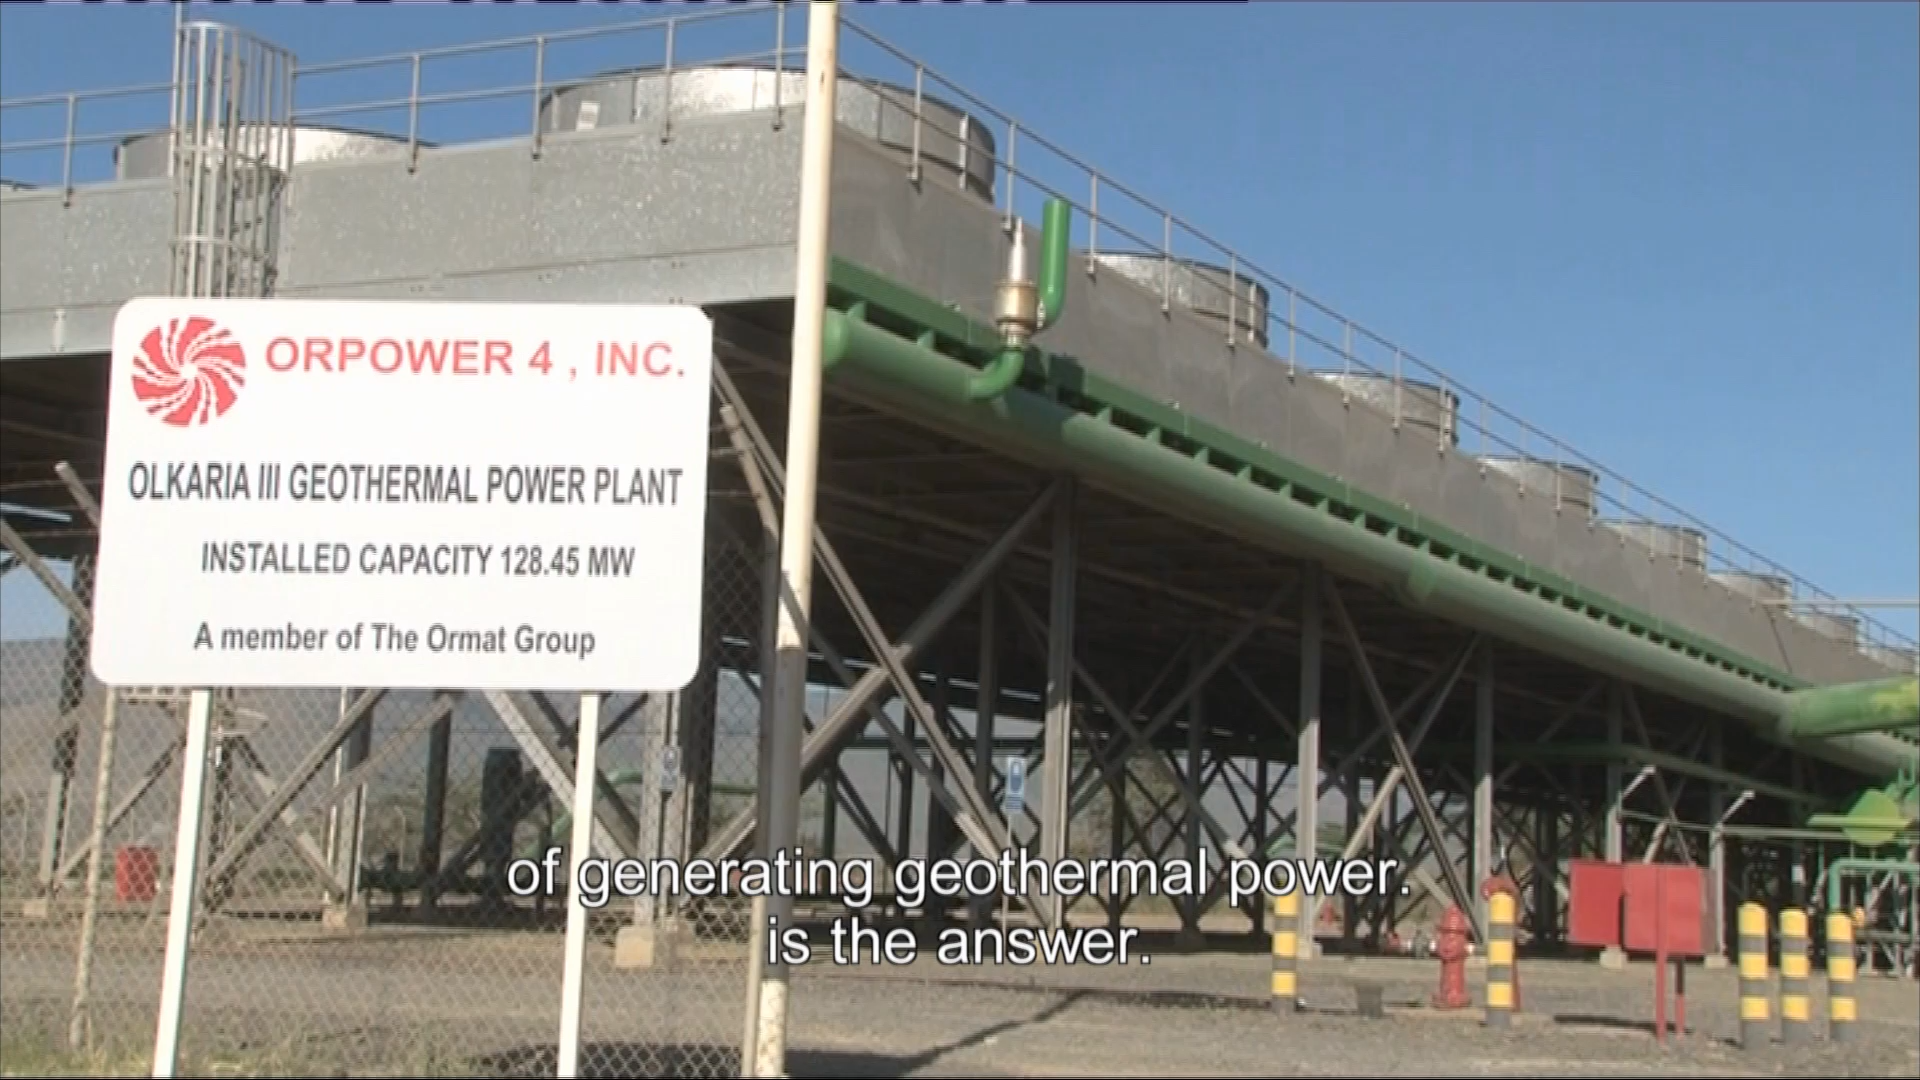 ORPOWER 4 , INC.
OLKARIA III GEOTHERMAL POWER PLANT
INSTALLED CAPACITY 128.45 MW
A member of The Ormat Group
of generating geothermal power.
is the answer.